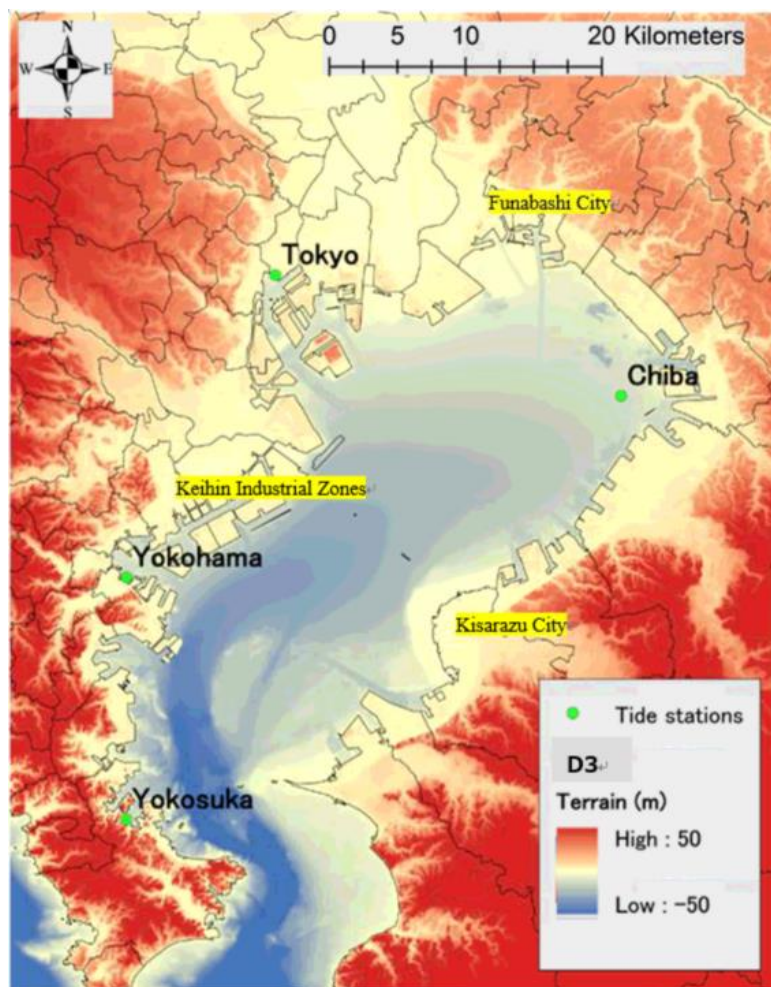 N
0 5 10 20 Kilometers
W E
S
Funabashi City
Tokyo
Chiba
Keihin Industrial Zones
Yokohama
Kisarazu City
Tide stations
D3
Yokosuka
Terrain (m)
High : 50
Low : -50